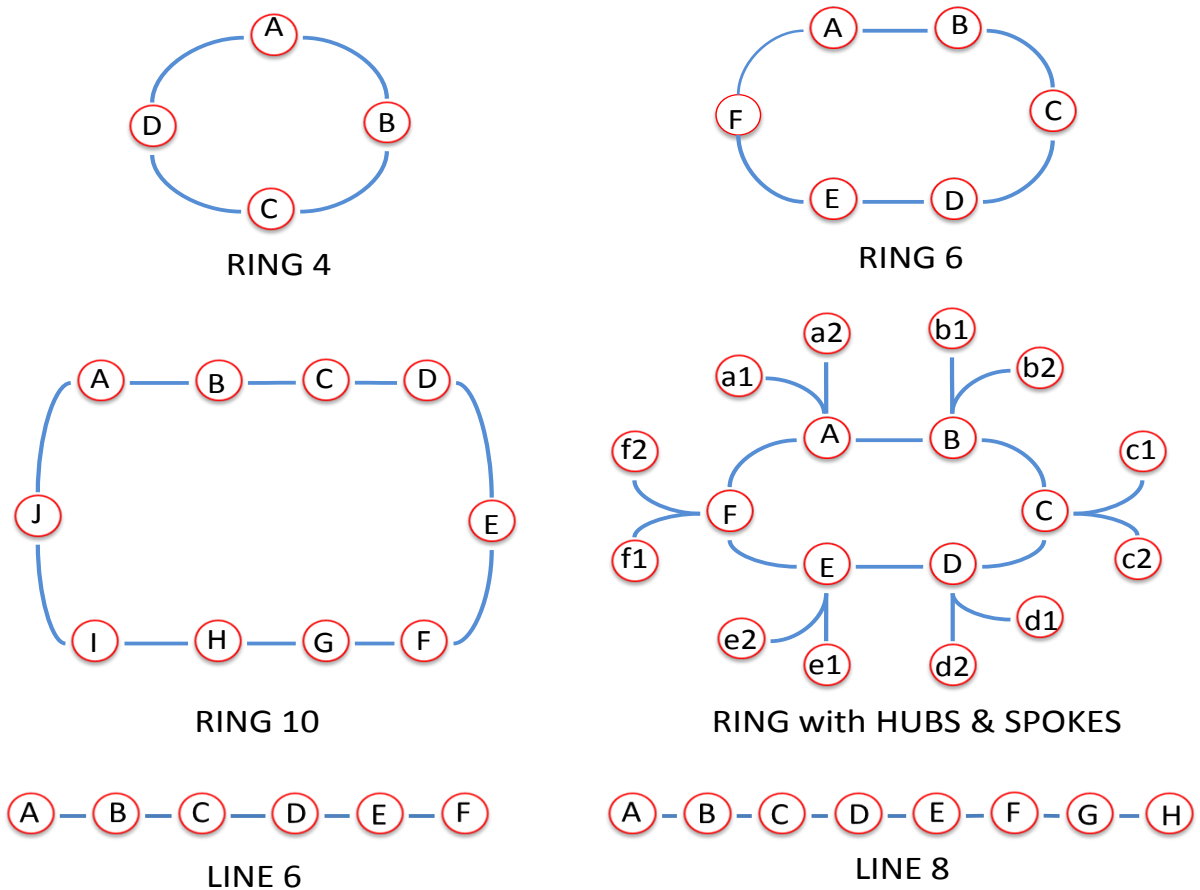 A
D
B
C
RING 4
A
B
F
C
E
D
RING 6
A
B
C
D
J
E
I
H
G
F
RING 10
a2
b1
a1
b2
A
B
f2
c1
F
C
f1
c2
E
D
e2
d1
e1
d2
RING with HUBS & SPOKES
A B C D E F
LINE 6
A B C D E F G H
LINE 8